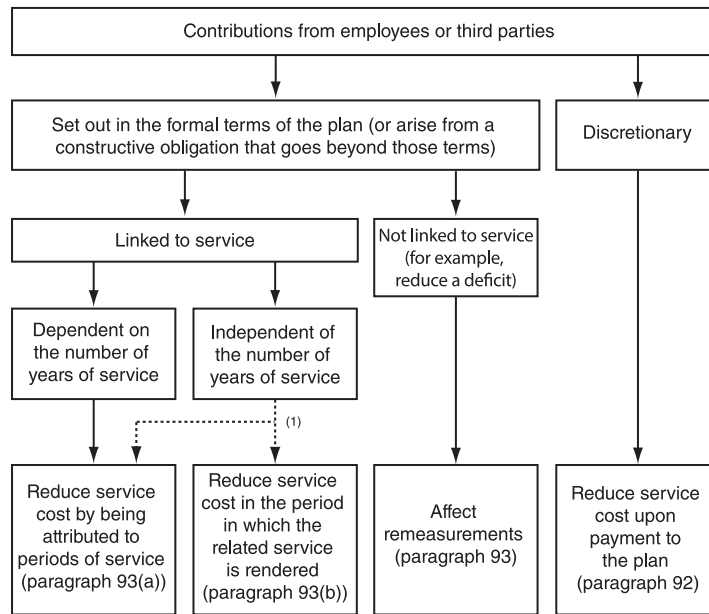 Contributions from employees or third parties
Set out in the formal terms of the plan (or arise from a
constructive obligation that goes beyond those terms)
Discretionary
Linked to service
Not linked to service
(for example,
reduce a deficit)
Dependent on
the number of
years of service
Independent of
the number of
years of service
(1)
Reduce service
cost by being
attributed to
periods of service
(paragraph 93(a))
Reduce service
cost in the period
in which the
related service
is rendered
(paragraph 93(b))
Affect
remeasurements
(paragraph 93)
Reduce service
cost upon
payment to
the plan
(paragraph 92)